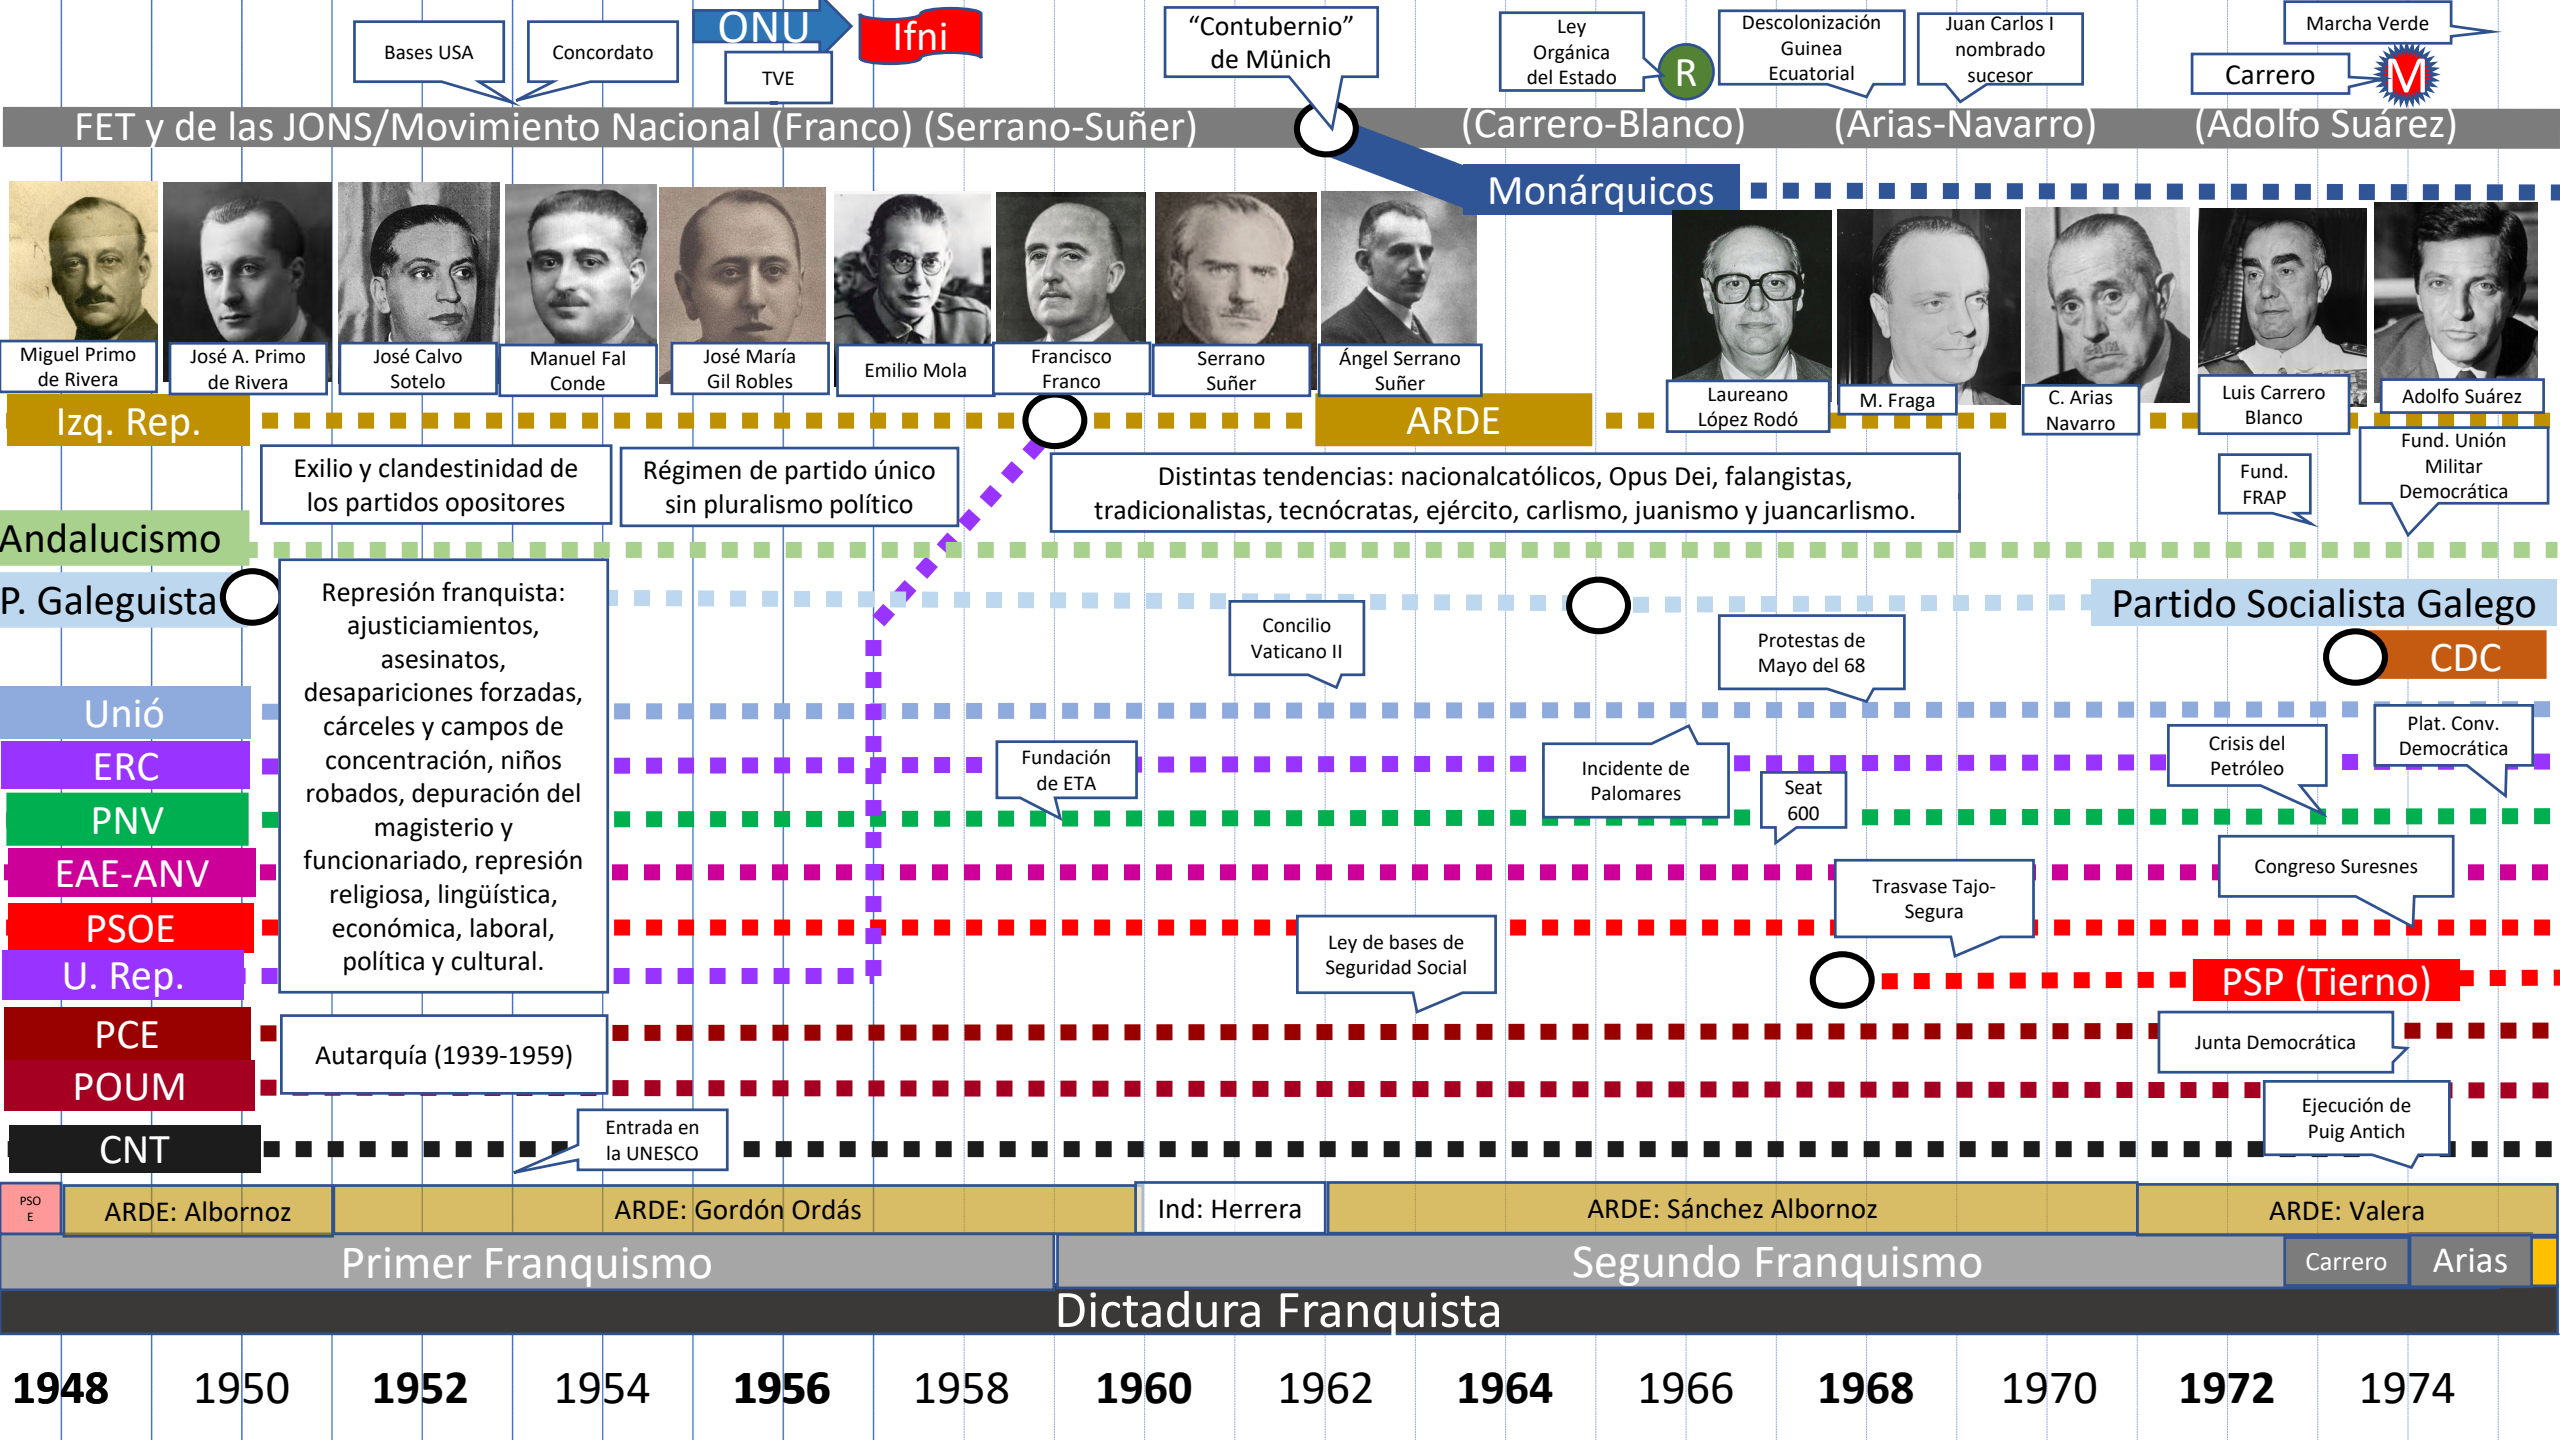 ONU
Ifni
Bases USA
Concordato
TVE
“Contubernio”
de Münich
Ley
Orgánica
del Estado
R
Descolonización
Guinea
Ecuatorial
Juan Carlos I
nombrado
sucesor
Marcha Verde
Carrero
M
FET y de las JONS/Movimiento Nacional (Franco) (Serrano-Suñer)
(Carrero-Blanco)
(Arias-Navarro)
(Adolfo Suárez)
Monárquicos
Miguel Primo
de Rivera
José A. Primo
de Rivera
José Calvo
Sotelo
Manuel Fal
Conde
José María
Gil Robles
Emilio Mola
Francisco
Franco
Serrano
Suñer
Ángel Serrano
Suñer
Laureano
López Rodó
M. Fraga
C. Arias
Navarro
Luis Carrero
Blanco
Adolfo Suárez
Izq. Rep.
ARDE
Exilio y clandestinidad de
los partidos opositores
Régimen de partido único
sin pluralismo político
Distintas tendencias: nacionalcatólicos, Opus Dei, falangistas,
tradicionalistas, tecnócratas, ejército, carlismo, juanismo y juancarlismo.
Fund.
FRAP
Fund. Unión
Militar
Democrática
Andalucismo
P. Galeguista
Represión franquista:
ajusticiamientos,
asesinatos,
desapariciones forzadas,
cárceles y campos de
concentración, niños
robados, depuración del
magisterio y
funcionariado, represión
religiosa, lingüística,
económica, laboral,
política y cultural.
Concilio
Vaticano II
Protestas de
Mayo del 68
Partido Socialista Galego
CDC
Unió
ERC
Fundación
de ETA
Incidente de
Palomares
Seat
600
Crisis del
Petróleo
Plat. Conv.
Democrática
PNV
EAE-ANV
Trasvase Tajo-
Segura
Congreso Suresnes
PSOE
Ley de bases de
Seguridad Social
U. Rep.
PSP (Tierno)
PCE
Autarquía (1939-1959)
Junta Democrática
POUM
Ejecución de
Puig Antich
CNT
Entrada en
la UNESCO
PSO
E
ARDE: Albornoz
ARDE: Gordón Ordás
Ind: Herrera
ARDE: Sánchez Albornoz
ARDE: Valera
Primer Franquismo
Segundo Franquismo
Carrero
Arias
Dictadura Franquista
1948
1950
1952
1954
1956
1958
1960
1962
1964
1966
1968
1970
1972
1974